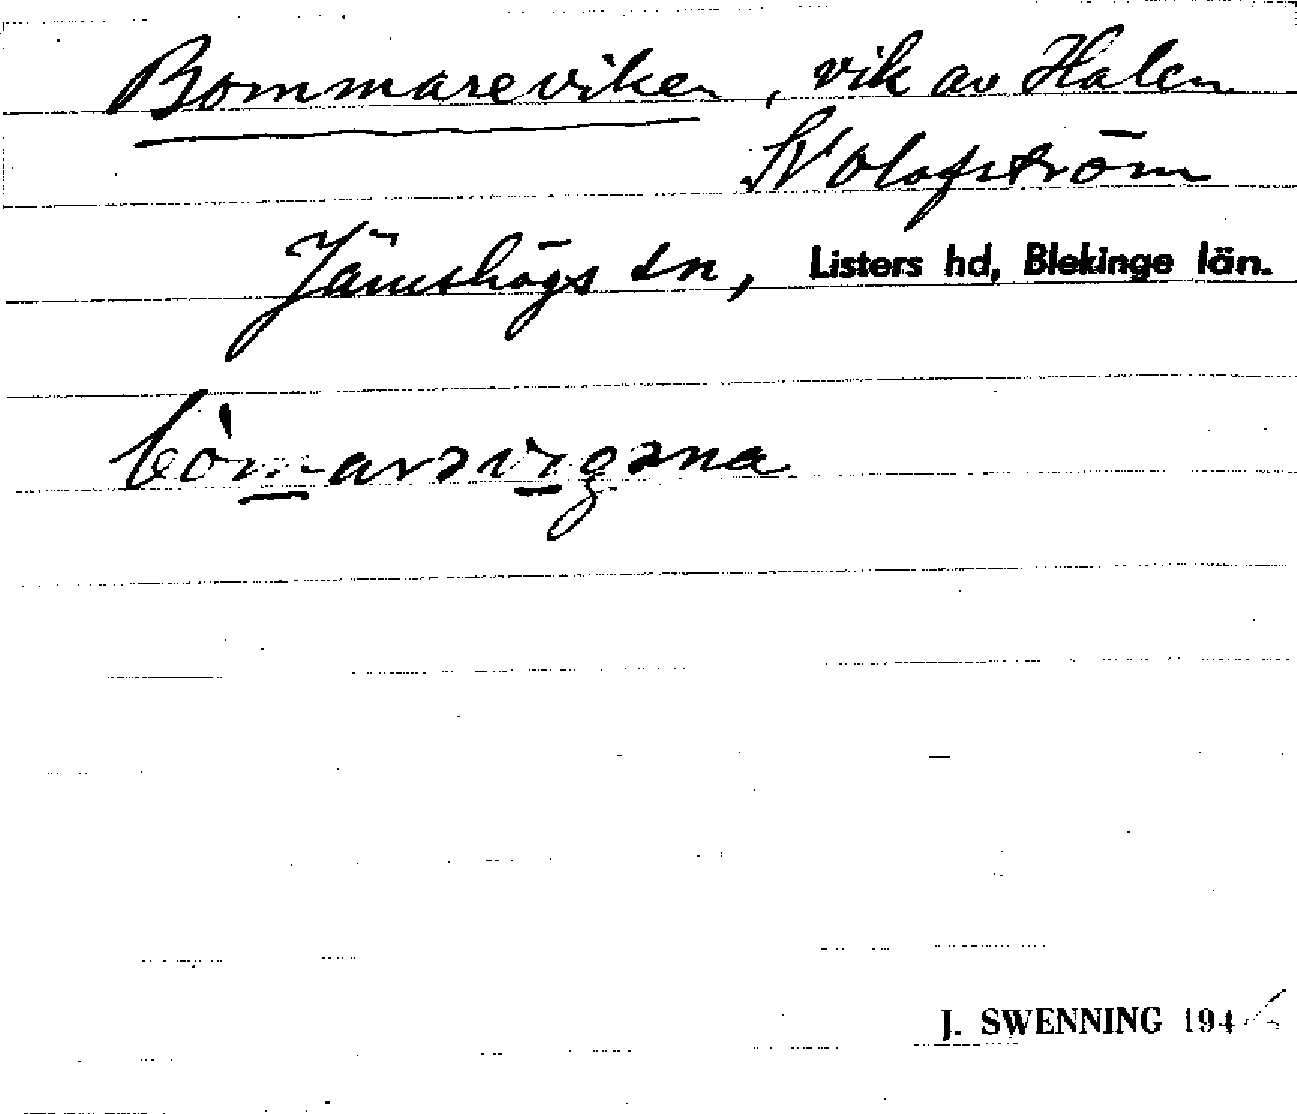 Bommareviken, vik av Halen
N Olofström
Jämshögs sn, Listers hd, Blekinge län.
J. SWENNING 194